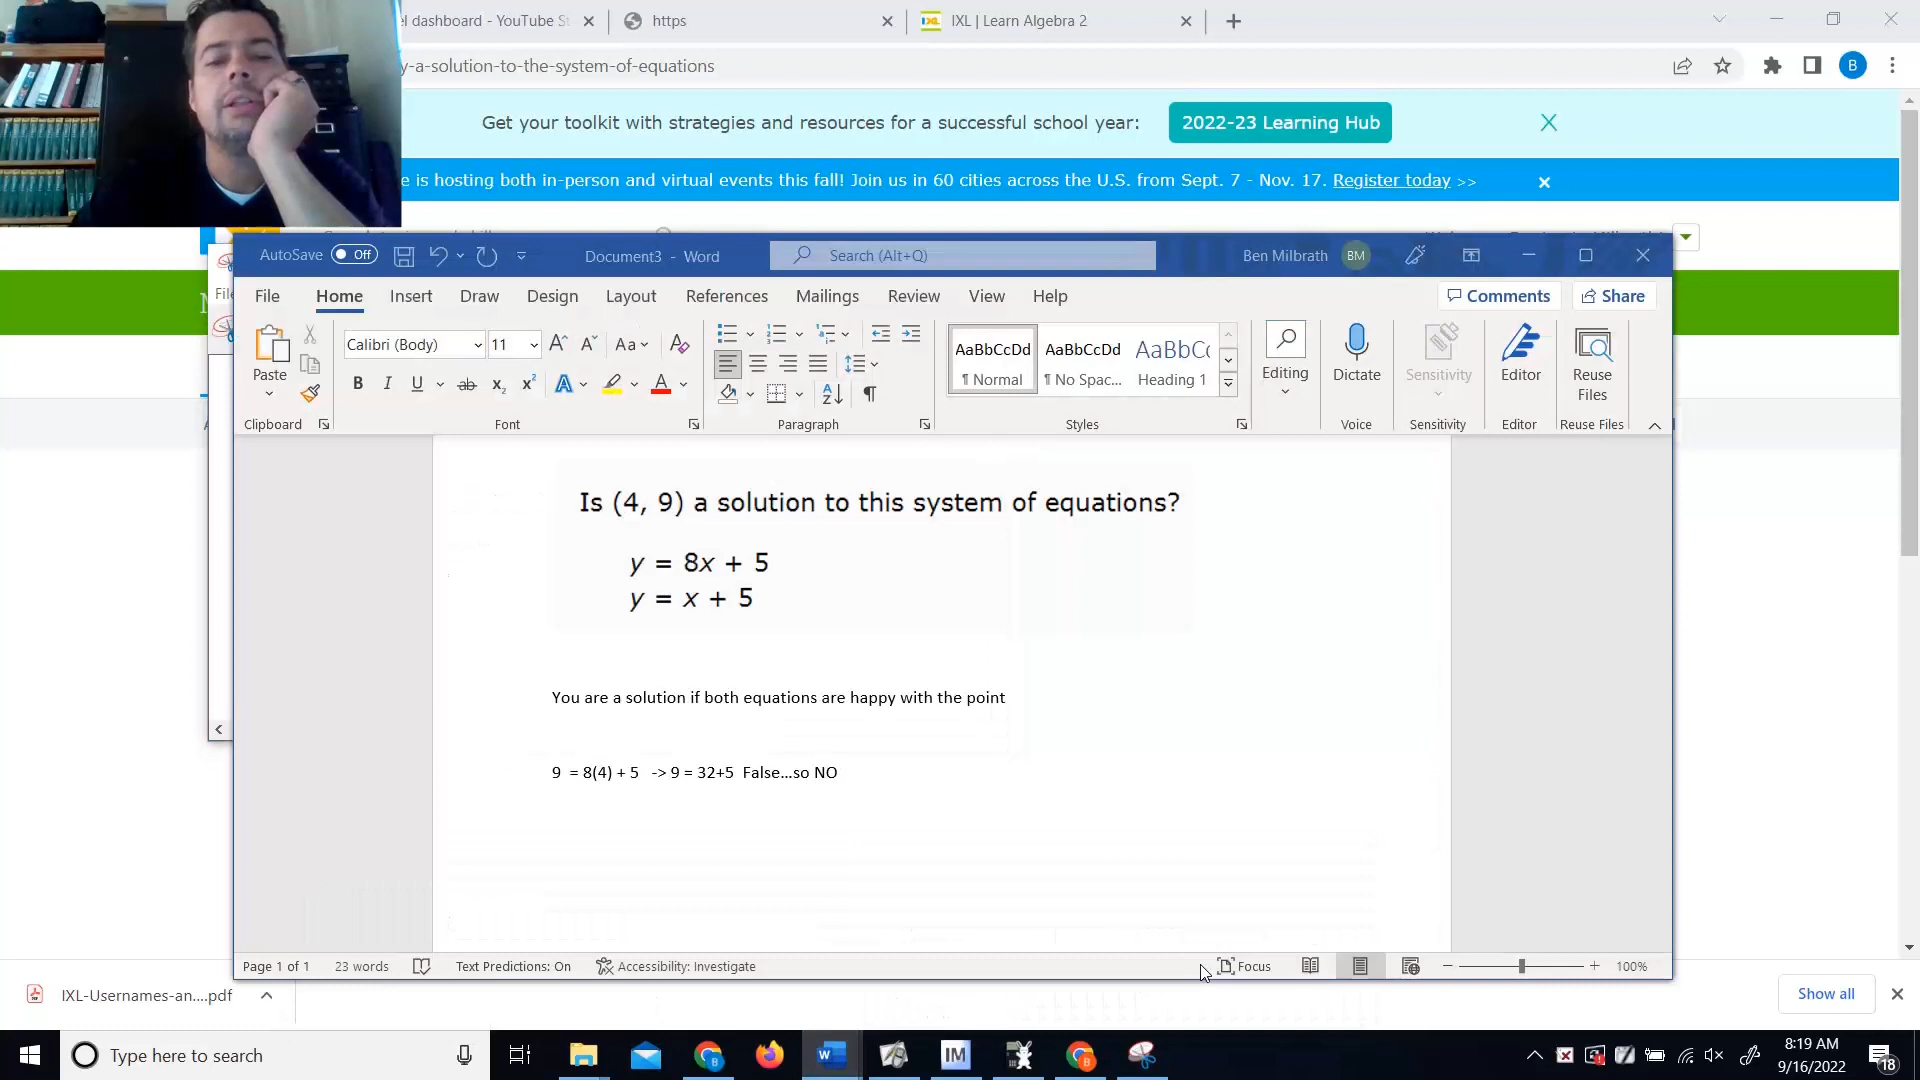 el dashboard - YouTube St
https
IXL | Learn Algebra 2
y-a-solution-to-the-system-of-equations
B
Get your toolkit with strategies and resources for a successful school year:
2022-23 Learning Hub
e is hosting both in-person and virtual events this fall! Join us in 60 cities across the U.S. from Sept. 7 - Nov. 17. Register today >>
AutoSave Off
Document3 - Word
Search (Alt+Q)
Ben Milbrath BM
File Home Insert Draw Design Layout References Mailings Review View Help
Comments Share
Calibri (Body) 11
Paste
Clipboard
Font
Paragraph
AaBbCcDd AaBbCcDd AaBbCc
¶ Normal ¶ No Spac... Heading 1
Styles
Editing
Dictate
Voice
Sensitivity
Sensitivity
Editor
Editor
Reuse
Files
Reuse Files
Is (4, 9) a solution to this system of equations?
y = 8x + 5
y = x + 5
You are a solution if both equations are happy with the point
9 = 8(4) + 5 -> 9 = 32+5 False...so NO
Page 1 of 1 23 words Text Predictions: On Accessibility: Investigate Focus 100%
IXL-Usernames-an....pdf
Show all
Type here to search
8:19 AM
9/16/2022
18